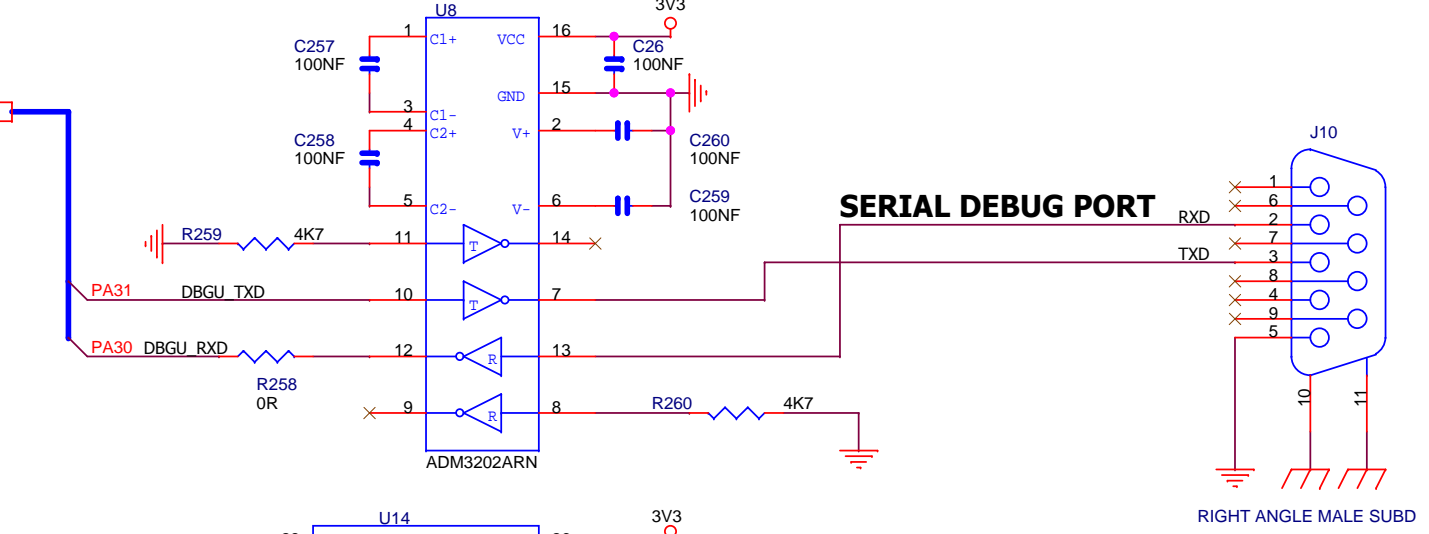 U8
3V3
1
C1+
VCC
16
C257
100NF
C26
100NF
3
C1-
GND
15
4
C2+
V+
2
C258
100NF
C260
100NF
5
C2-
V-
6
C259
100NF
J10
SERIAL DEBUG PORT
R259
4K7
11
T
14
RXD
TXD
1
6
2
7
3
8
4
9
5
PA31
DBGU_TXD
10
T
7
PA30
DBGU_RXD
12
R
13
R258
0R
9
R
8
R260
4K7
10
11
ADM3202ARN
RIGHT ANGLE MALE SUBD
U14
3V3